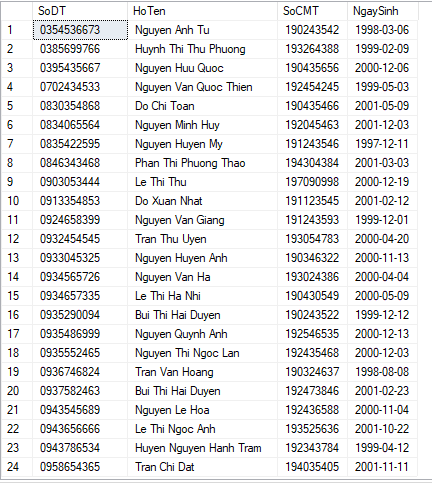 SoDT HoTen SoCMT NgaySinh
1 0354536673 Nguyen Anh Tu 190243542 1998-03-06
2 0385699766 Huynh Thi Thu Phuong 193264388 1999-02-09
3 0395435667 Nguyen Huu Quoc 190435656 2000-12-06
4 0702434533 Nguyen Van Quoc Thien 192454245 1999-05-03
5 0830354868 Do Chi Toan 190435466 2001-05-09
6 0834065564 Nguyen Minh Huy 192045463 2001-12-03
7 0835422595 Nguyen Huyen My 191243546 1997-12-11
8 0846343468 Phan Thi Phuong Thao 194304384 2001-03-03
9 0903053444 Le Thi Thu 197090998 2000-12-19
10 0913354853 Do Xuan Nhat 191123545 2001-02-12
11 0924658399 Nguyen Van Giang 191243593 1999-12-01
12 0932454545 Tran Thu Uyen 193054783 2000-04-20
13 0933045325 Nguyen Huyen Anh 190346322 2000-11-13
14 0934565726 Nguyen Van Ha 193024386 2000-04-04
15 0934657335 Le Thi Ha Nhi 190430549 2000-05-09
16 0935290094 Bui Thi Hai Duyen 190243522 1999-12-12
17 0935486999 Nguyen Quynh Anh 192546535 2000-12-13
18 0935552465 Nguyen Thi Ngoc Lan 192435468 2000-12-03
19 0936746824 Tran Van Hoang 190324637 1998-08-08
20 0937582463 Bui Thi Hai Duyen 192473846 2001-02-23
21 0943545689 Nguyen Le Hoa 192436588 2000-11-04
22 0943656666 Le Thi Ngoc Anh 193525636 2001-10-22
23 0943786534 Huyen Nguyen Hanh Tram 192343784 1999-04-12
24 0958654365 Tran Chi Dat 194035405 2001-11-11